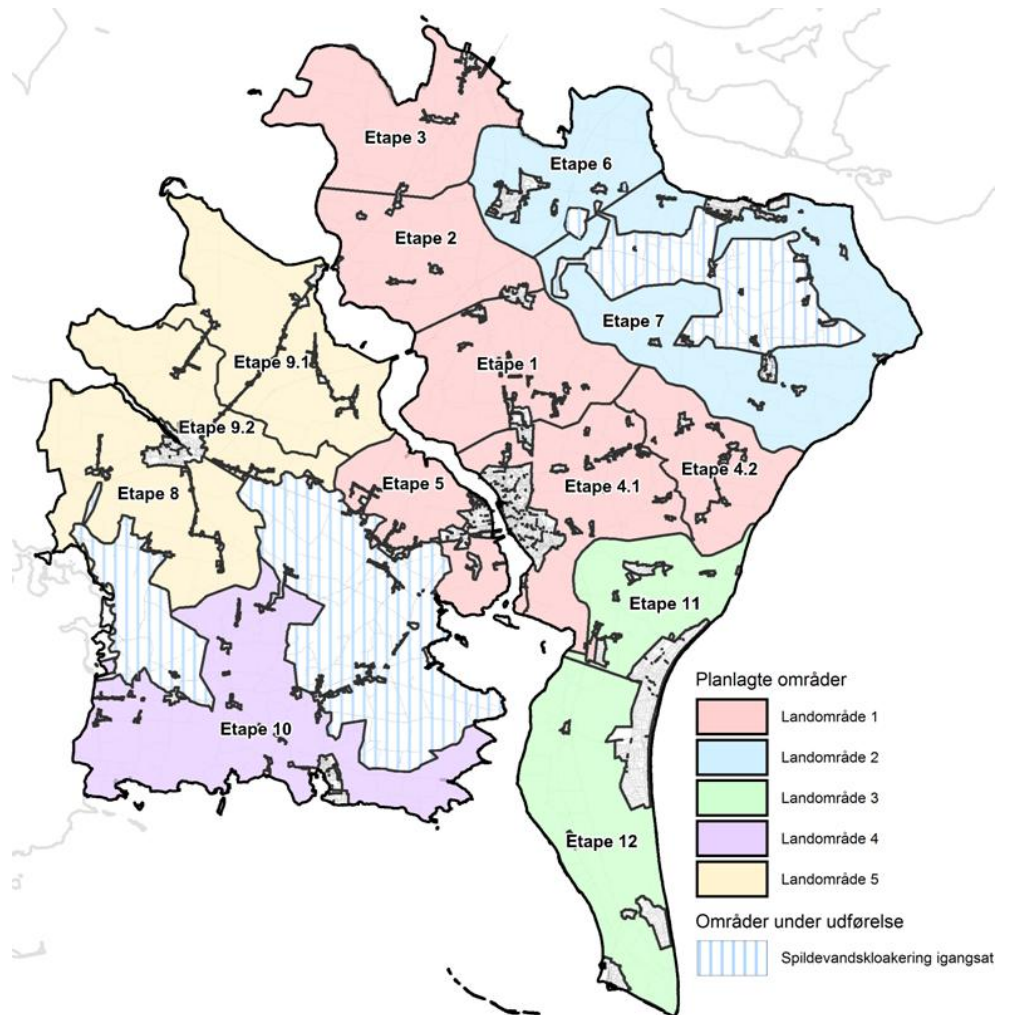 Etape 3
Etape 6
Etape 2
Etape 7
Etape 1
Etape 9.1
Etape 9.2
Etape 4.2
Etape 5
Etape 4.1
Etape 8
Etape 11
Etape 10
Etape 12
Planlagte områder
Landområde 1
Landområde 2
Landområde 3
Landområde 4
Landområde 5
Områder under udførelse
Spildevandskloakering igangsat